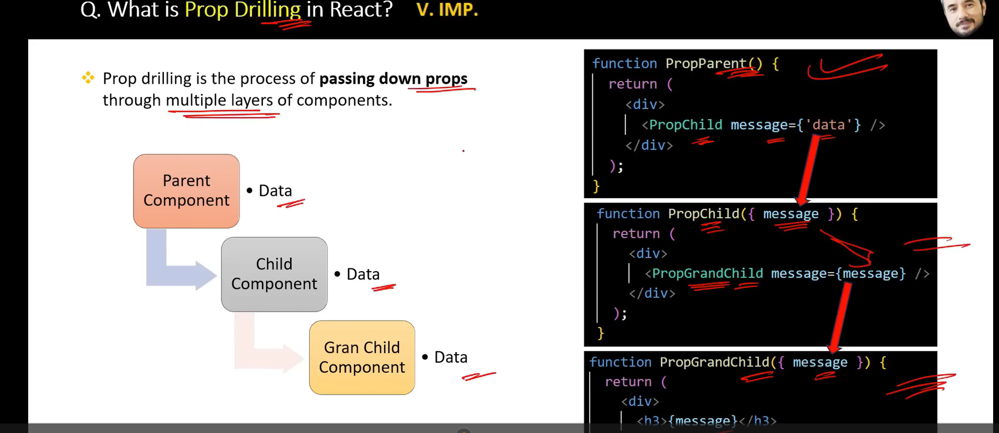 Q. What is Prop Drilling in React? V. IMP.
Prop drilling is the process of passing down props
through multiple layers of components.
Parent
Component
• Data
Child
Component
• Data
Gran Child
Component
• Data
function PropParent() {
return (
<div>
<PropChild message={'data'} />
</div>
);
}
function PropChild({ message }) {
return (
<div>
<PropGrandChild message={message} />
</div>
);
}
function PropGrandChild({ message }) {
return (
<div>
<h3>{message}</h3>